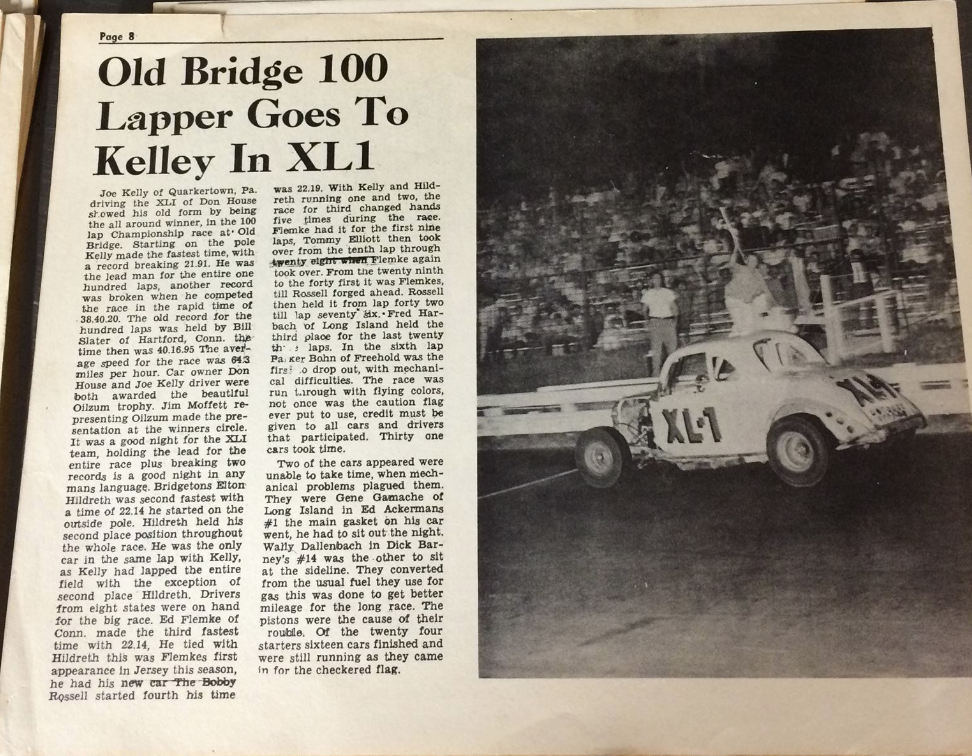 Page 8
Old Bridge 100
Lapper Goes To
Kelley In XL1
Joe Kelly of Quarkertown, Pa.
driving the XLI of Don House
showed his old form by being
the all around winner, in the 100
lap Championship race at Old
Bridge. Starting on the pole
Kelly made the fastest time, with
a record breaking 21.91. He was
the lead man for the entire one
hundred laps, another record
was broken when he competed
the race in the rapid time of
38.40.20. The old record for the
hundred laps was held by Bill
Slater of Hartford, Conn. the
time then was 40.16.95 The aver-
age speed for the race was 64.3
miles per hour. Car owner Don
House and Joe Kelly driver were
both awarded the beautiful
Oilzum trophy. Jim Moffett re-
presenting Oilzum made the pre-
sentation at the winners circle.
It was a good night for the XLI
team, holding the lead for the
entire race plus breaking two
records is a good night in any
mans language. Bridgetons Elton
Hildreth was second fastest with
a time of 22.14 he started on the
outside pole. Hildreth held his
second place position throughout
the whole race. He was the only
car in the same lap with Kelly,
as Kelly had lapped the entire
field with the exception of
second place Hildreth. Drivers
from eight states were on hand
for the big race. Ed Flemke of
Conn. made the third fastest
time with 22.14, He tied with
Hildreth this was Flemkes first
appearance in Jersey this season,
he had his new car The Bobby
Rossell started fourth his time
was 22.19, With Kelly and Hild-
reth running one and two, the
race for third changed hands
five times during the race.
Flemke had it for the first nine
laps, Tommy Elliott then took
over from the tenth lap through
twenty eight when Flemke again
took over. From the twenty ninth
to the forty first it was Flemkes,
till Rossell forged ahead. Rossell
then held it from lap forty two
till lap seventy six. Fred Har-
bach of Long Island held the
third place for the last twenty
laps. In the sixth lap
Parker Bohn of Freehold was the
first to drop out, with mechani-
cal difficulties. The race was
run through with flying colors,
not once was the caution flag
ever put to use, credit must be
given to all cars and drivers
that participated. Thirty one
cars took time.
Two of the cars appeared were
unable to take time, when mech-
anical problems plagued them.
They were Gene Gamache of
Long Island in Ed Ackermans
#1 the main gasket on his car
went, he had to sit out the night.
Wally Dallenbach in Dick Bar-
ney's #14 was the other to sit
at the sideline. They converted
from the usual fuel they use for
gas this was done to get better
mileage for the long race. The
pistons were the cause of their
rouble. Of the twenty four
starters sixteen cars finished and
were still running as they came
in for the checkered flag.
XL-1
XL-1